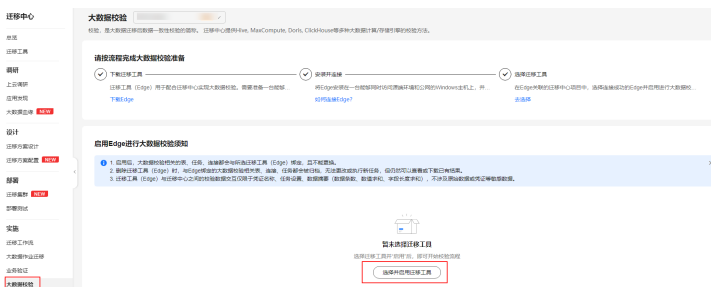 迁移中心
大数据校验
校验，是大数据迁移后数据一致性校验的简称。 迁移中心提供Hive, MaxCompute, Doris, ClickHouse等多种大数据计算/存储引擎的校验方法。
总览
迁移工具
请按流程完成大数据校验准备
调研
下载迁移工具
安装并连接
选择迁移工具
上云调研
迁移工具（Edge）用于配合迁移中心实现大数据校验。需要准备一台能够...
将Edge安装在一台能够同时访问源端环境和公网的Windows主机上，并...
在Edge关联的迁移中心项目中，选择连接成功的Edge并启用进行大数据校...
应用发现
下载Edge
如何连接Edge?
去选择
大数据血缘 NEW
设计
启用Edge进行大数据校验须知
迁移方案设计
迁移方案配置 NEW
1. 启用后，大数据校验相关的表、任务、连接都会与所选迁移工具（Edge）绑定，且不能更换。
2. 删除迁移工具（Edge）时，与Edge绑定的大数据校验相关表、连接、任务都会被归档，无法更改或执行新任务，但仍然可以查看或下载已有结果。
3. 迁移工具（Edge）与迁移中心之间的校验数据交互仅限于凭证名称、任务设置、数据摘要（数据条数、数值求和、字段长度求和），不涉及原始数据或凭证等敏感数据。
部署
迁移集群 NEW
部署测试
实施
迁移工作流
暂未选择迁移工具
大数据作业迁移
选择迁移工具并“启用”后，即可开始校验流程
业务验证
选择并启用迁移工具
大数据校验